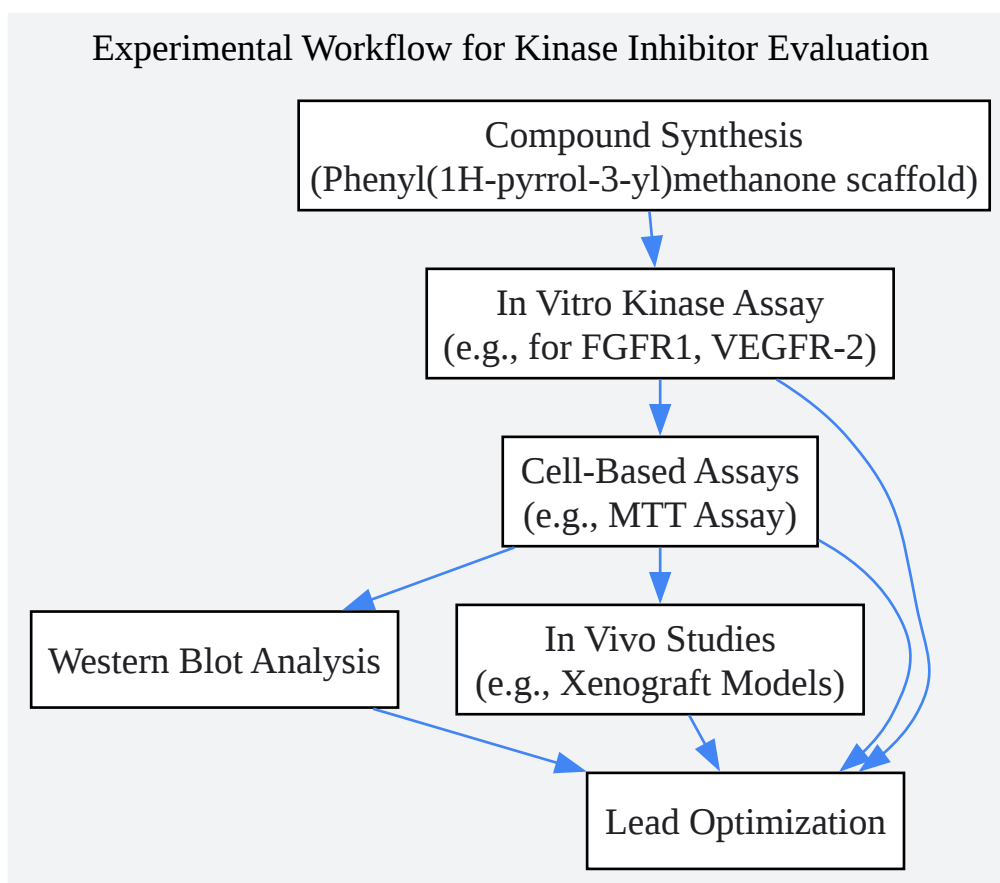 Experimental Workflow for Kinase Inhibitor Evaluation
Compound Synthesis
(Phenyl(1H-pyrrol-3-yl)methanone scaffold)
In Vitro Kinase Assay
(e.g., for FGFR1, VEGFR-2)
Cell-Based Assays
(e.g., MTT Assay)
Western Blot Analysis
In Vivo Studies
(e.g., Xenograft Models)
Lead Optimization